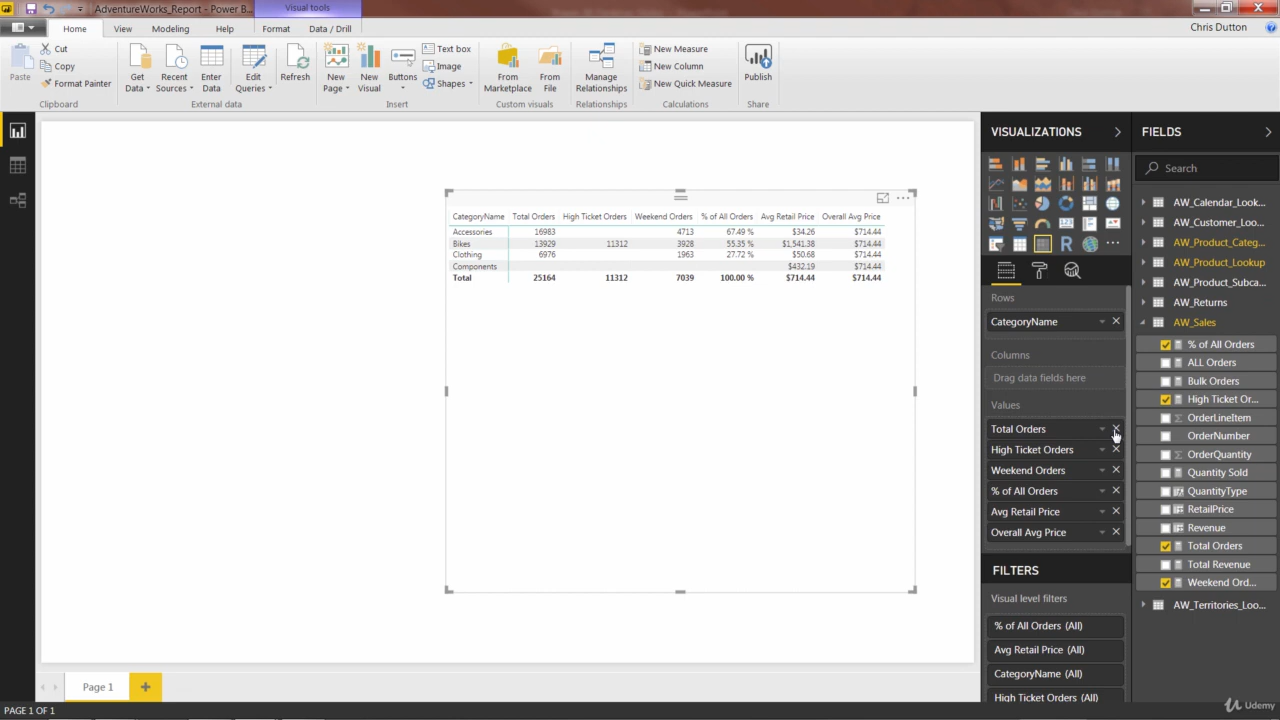 AdventureWorks_Report - Power B...
Visual tools
Home
View
Modeling
Help
Format
Data / Drill
Chris Dutton
Paste
Cut
Copy
Format Painter
Clipboard
Get Data
Recent Sources
Enter Data
Edit Queries
External data
Refresh
New Page
New Visual
Buttons
Text box
Image
Shapes
Insert
From Marketplace
From File
Custom visuals
Manage Relationships
Relationships
New Measure
New Column
New Quick Measure
Calculations
Publish
Share
CategoryName Total Orders High Ticket Orders Weekend Orders % of All Orders Avg Retail Price Overall Avg Price
Accessories 16983 4713 67.49 % $34.26 $714.44
Bikes 13929 11312 3928 55.35 % $1,541.38 $714.44
Clothing 6976 1963 27.72 % $50.68 $714.44
Components $432.19 $714.44
Total 25164 11312 7039 100.00 % $714.44 $714.44
Page 1
PAGE 1 OF 1
VISUALIZATIONS
Rows
CategoryName
Columns
Drag data fields here
Values
Total Orders
High Ticket Orders
Weekend Orders
% of All Orders
Avg Retail Price
Overall Avg Price
FILTERS
Visual level filters
% of All Orders (All)
Avg Retail Price (All)
CategoryName (All)
High Ticket Orders (All)
FIELDS
Search
AW_Calendar_Look...
AW_Customer_Loo...
AW_Product_Categ...
AW_Product_Lookup
AW_Product_Subca...
AW_Returns
AW_Sales
% of All Orders
ALL Orders
Bulk Orders
High Ticket Or...
OrderLineItem
OrderNumber
OrderQuantity
Quantity Sold
QuantityType
RetailPrice
Revenue
Total Orders
Total Revenue
Weekend Ord...
AW_Territories_Loo...
Udemy